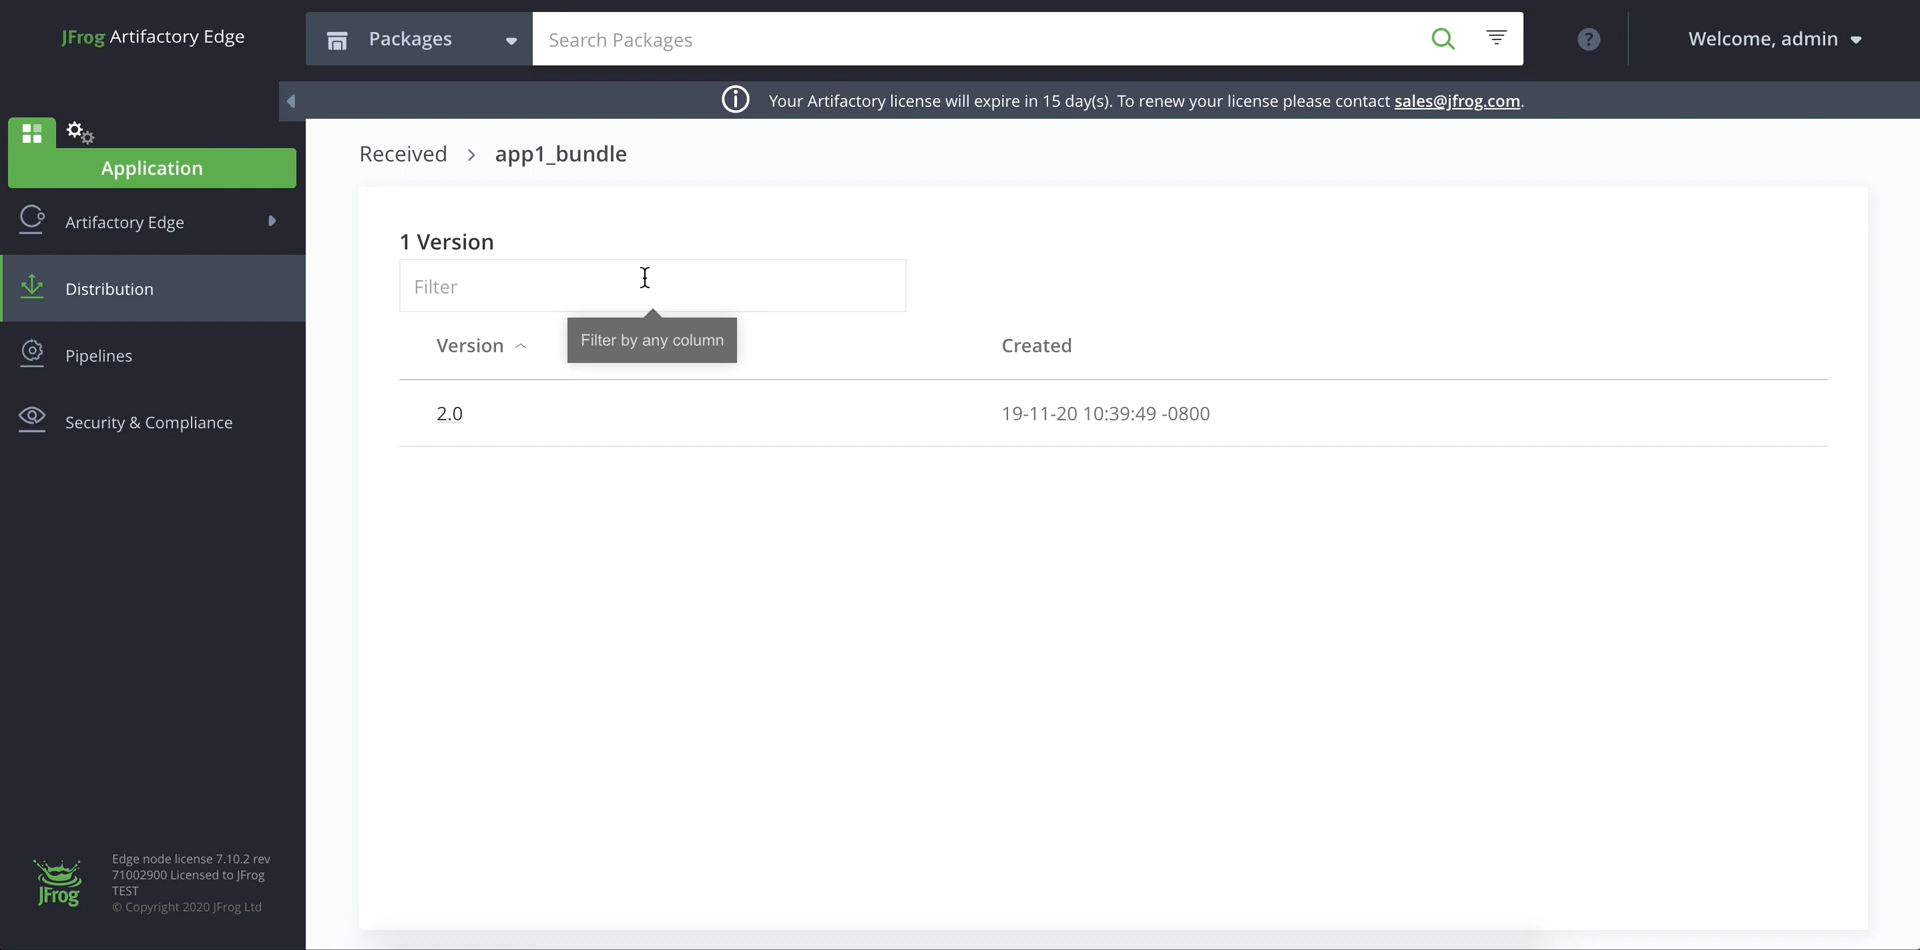 JFrog Artifactory Edge
Packages
Search Packages
?
Welcome, admin
Your Artifactory license will expire in 15 day(s). To renew your license please contact sales@jfrog.com.
Application
Artifactory Edge
Distribution
Pipelines
Security & Compliance
Received > app1_bundle
1 Version
Filter
Filter by any column
Version
Created
2.0
19-11-20 10:39:49 -0800
JFrog
Edge node license 7.10.2 rev
71002900 Licensed to JFrog
TEST
© Copyright 2020 JFrog Ltd